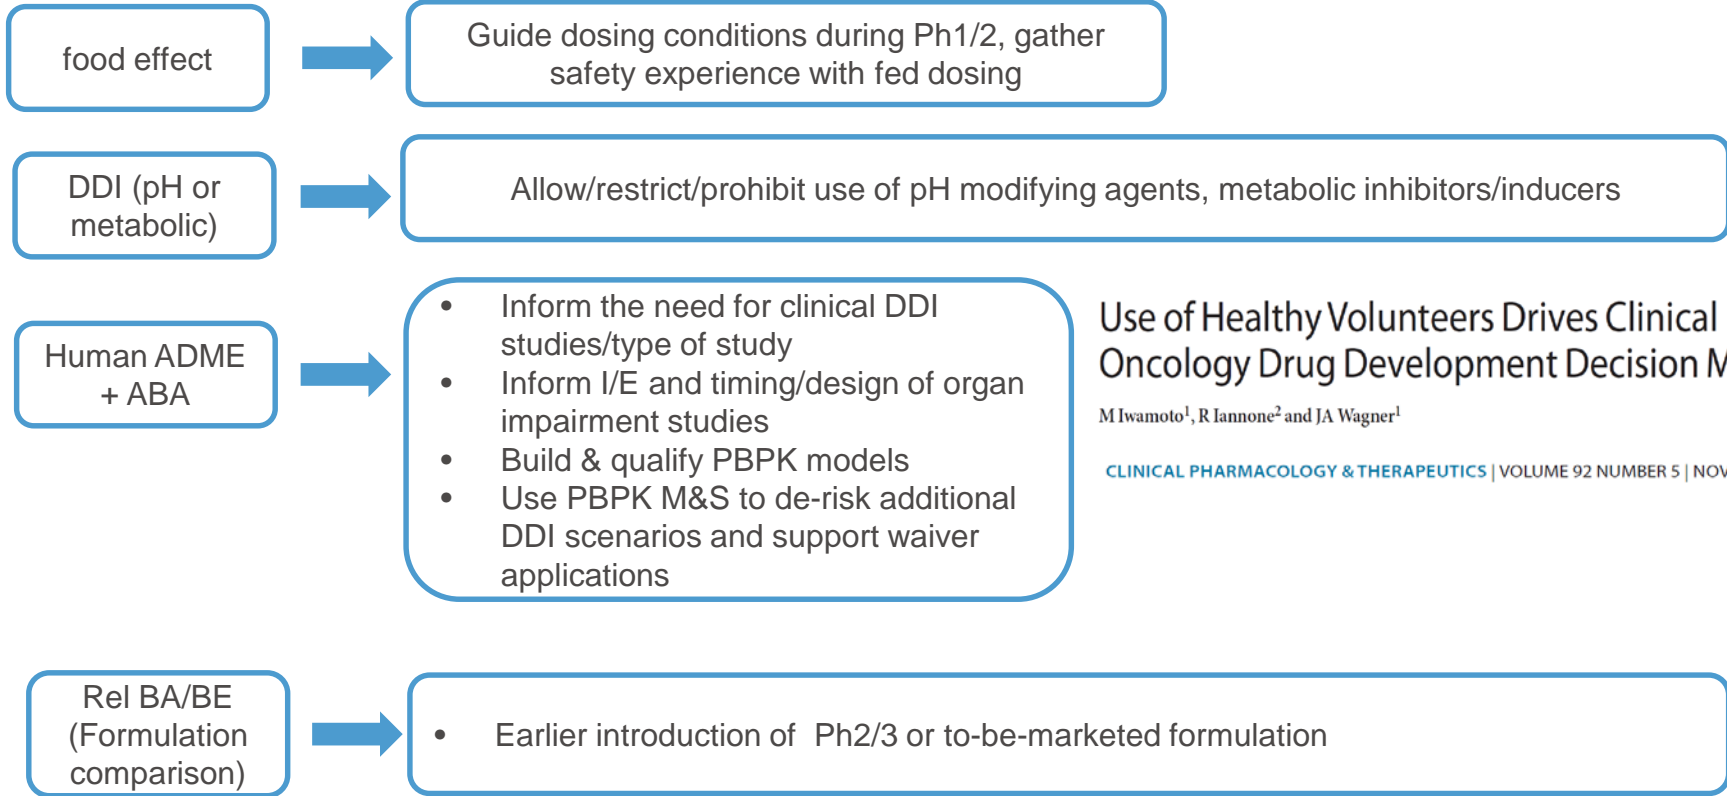 food effect
Guide dosing conditions during Ph1/2, gather
safety experience with fed dosing
DDI (pH or
metabolic)
Allow/restrict/prohibit use of pH modifying agents, metabolic inhibitors/inducers
Human ADME
+ ABA
• Inform the need for clinical DDI
studies/type of study
• Inform I/E and timing/design of organ
impairment studies
• Build & qualify PBPK models
• Use PBPK M&S to de-risk additional
DDI scenarios and support waiver
applications
Use of Healthy Volunteers Drives Clinical
Oncology Drug Development Decision M
M Iwamoto1, R Iannone2 and JA Wagner1
CLINICAL PHARMACOLOGY & THERAPEUTICS | VOLUME 92 NUMBER 5 | NOV
Rel BA/BE
(Formulation
comparison)
• Earlier introduction of Ph2/3 or to-be-marketed formulation